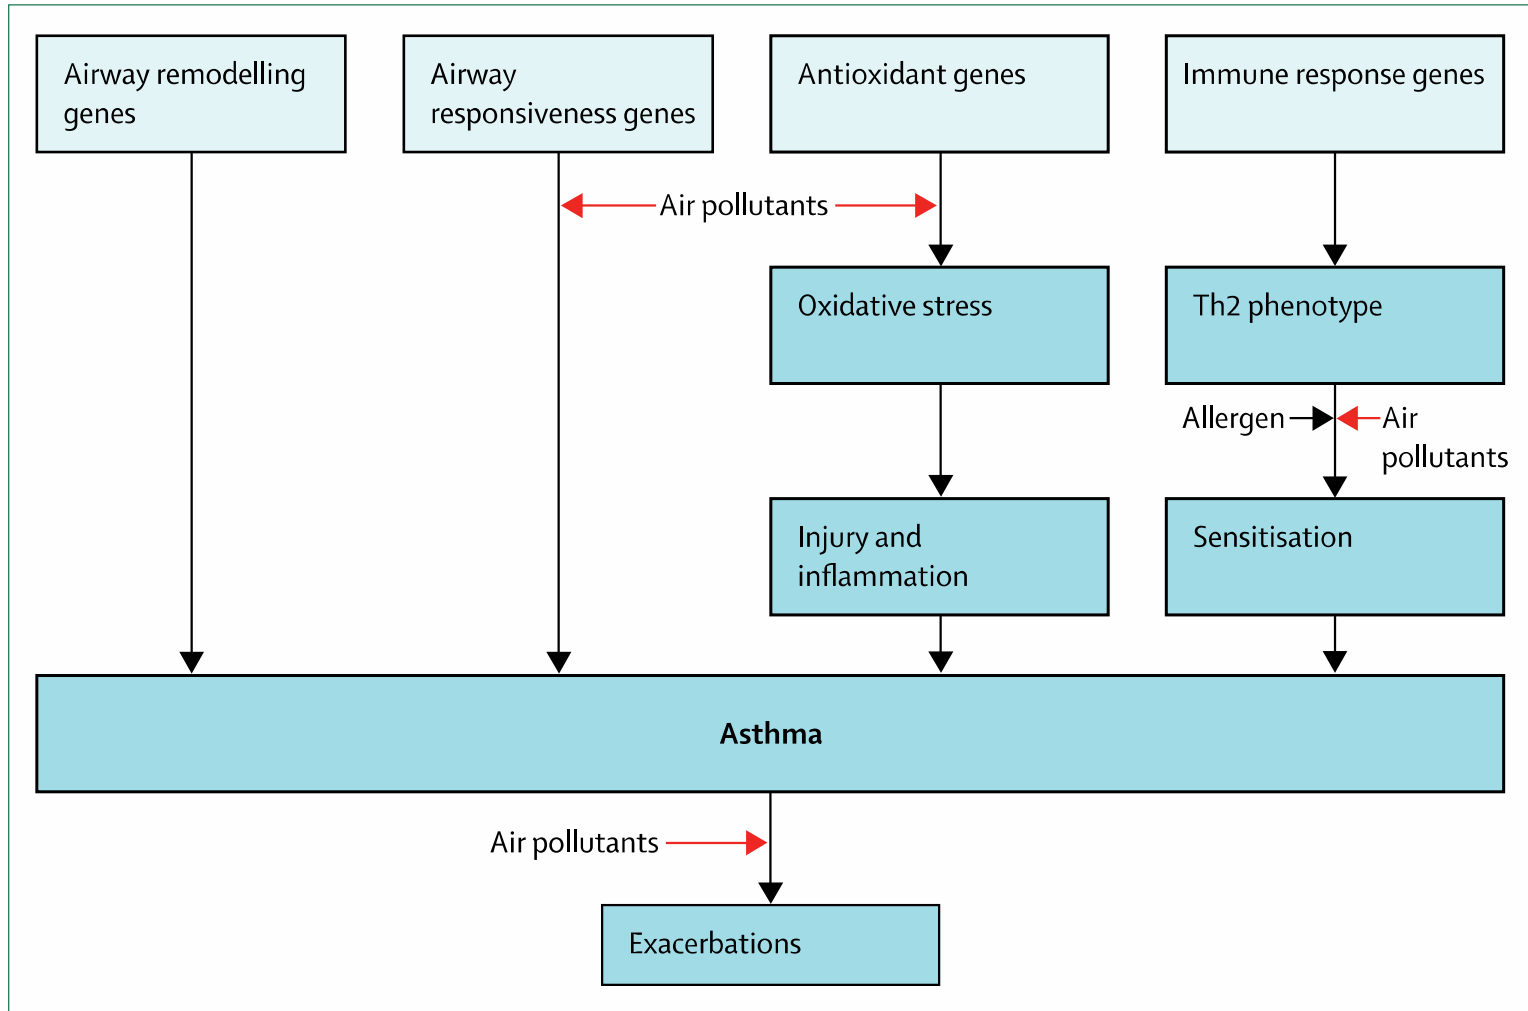 Airway remodelling
genes
Airway
responsiveness genes
Antioxidant genes
Immune response genes
Air pollutants
Oxidative stress
Th2 phenotype
Allergen
Air
pollutants
Injury and
inflammation
Sensitisation
Asthma
Air pollutants
Exacerbations